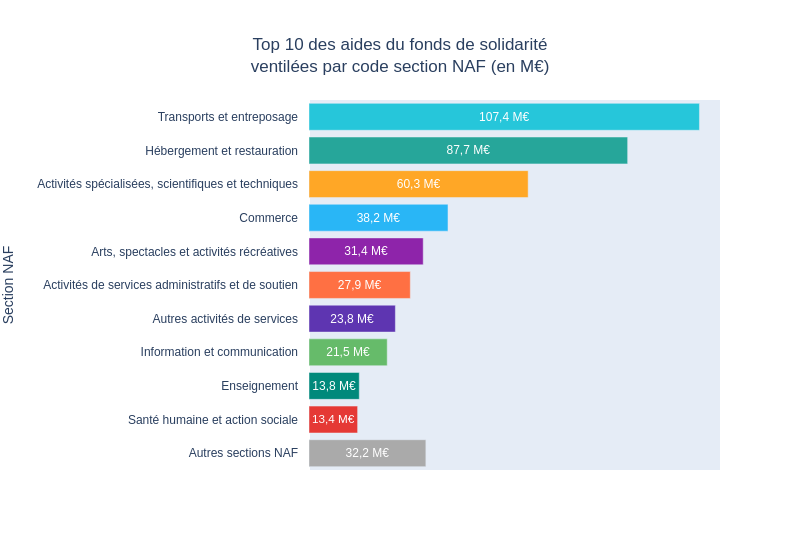 Top 10 des aides du fonds de solidarité
ventilées par code section NAF (en M€)
Section NAF
Transports et entreposage 107,4 M€
Hébergement et restauration 87,7 M€
Activités spécialisées, scientifiques et techniques 60,3 M€
Commerce 38,2 M€
Arts, spectacles et activités récréatives 31,4 M€
Activités de services administratifs et de soutien 27,9 M€
Autres activités de services 23,8 M€
Information et communication 21,5 M€
Enseignement 13,8 M€
Santé humaine et action sociale 13,4 M€
Autres sections NAF 32,2 M€